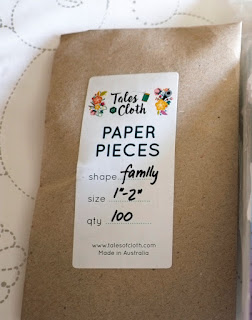 Tales
of CLOTH
PAPER
PIECES
shape family
size 1"-2"
qty 100
www.talesofcloth.com
Made in Australia